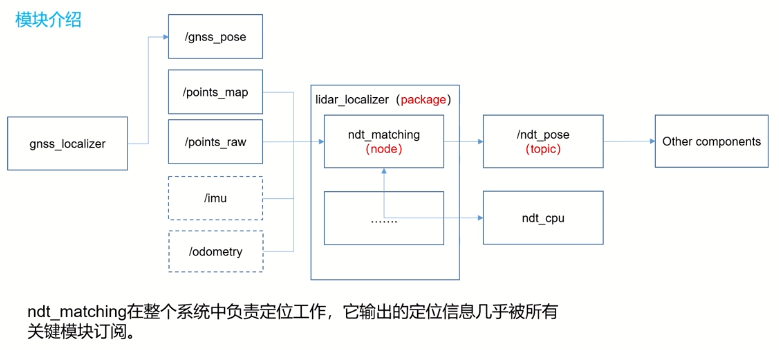 模块介绍
/gnss_pose
/points_map
lidar_localizer（package）
gnss_localizer
/points_raw
ndt_matching
（node）
/ndt_pose
（topic）
Other components
/imu
.......
ndt_cpu
/odometry
ndt_matching在整个系统中负责定位工作，它输出的定位信息几乎被所有
关键模块订阅。